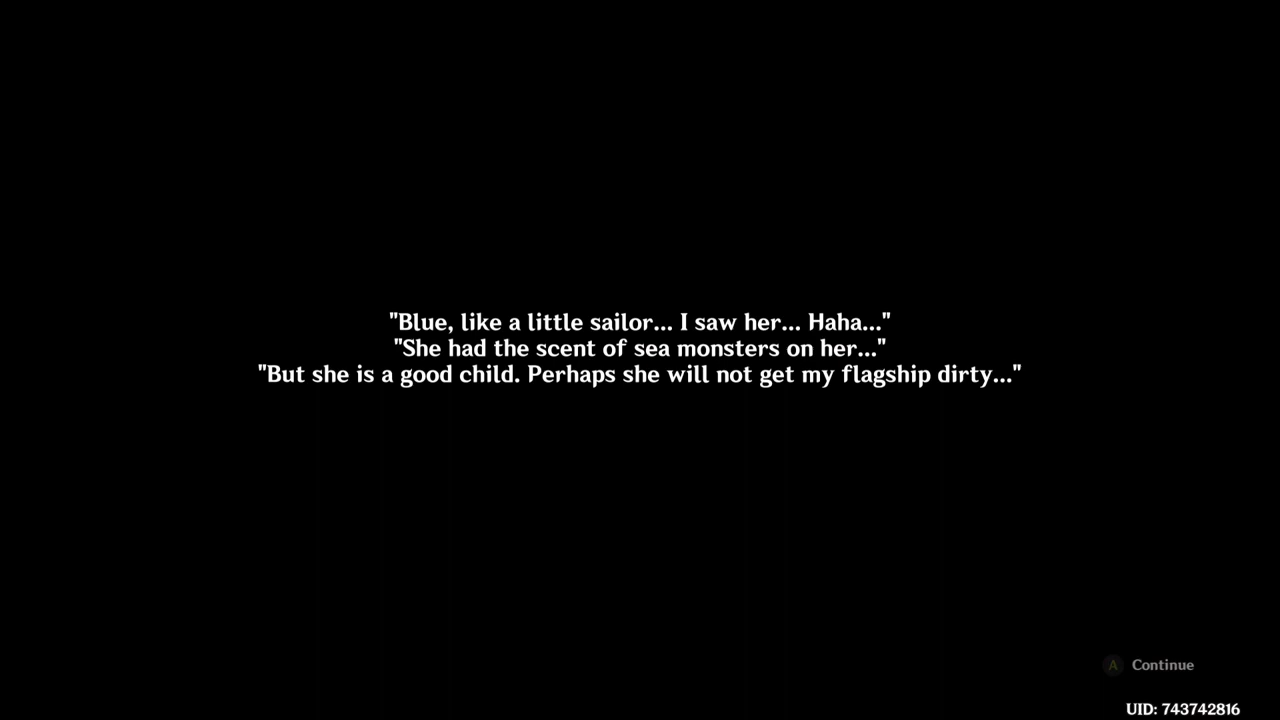 "Blue, like a little sailor... I saw her... Haha..."
"She had the scent of sea monsters on her..."
"But she is a good child. Perhaps she will not get my flagship dirty..."
A Continue
UID: 743742816